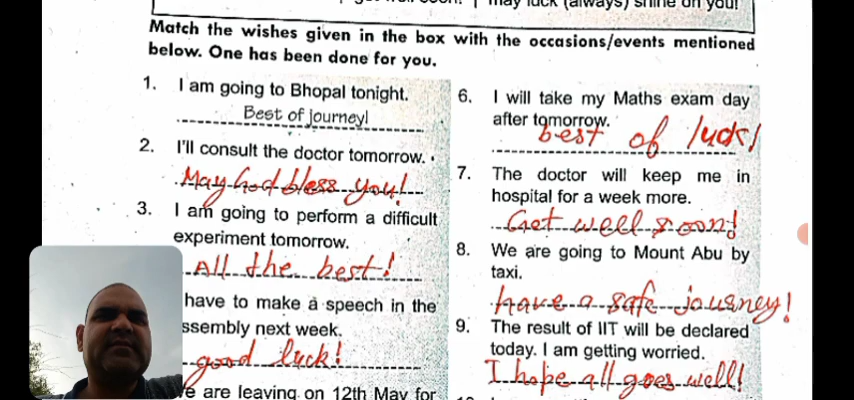 may luck (always) shine on you!
Match the wishes given in the box with the occasions/events mentioned
below. One has been done for you.
1. I am going to Bhopal tonight.
Best of journey!
2. I'll consult the doctor tomorrow.
May God bless you!
3. I am going to perform a difficult
experiment tomorrow.
All the best!
have to make a speech in the
ssembly next week.
good luck!
e are leaving on 12th May for
6. I will take my Maths exam day
after tomorrow.
best of luck!
7. The doctor will keep me in
hospital for a week more.
Get well soon!
8. We are going to Mount Abu by
taxi.
have a safe journey!
9. The result of IIT will be declared
today. I am getting worried.
I hope all goes well!